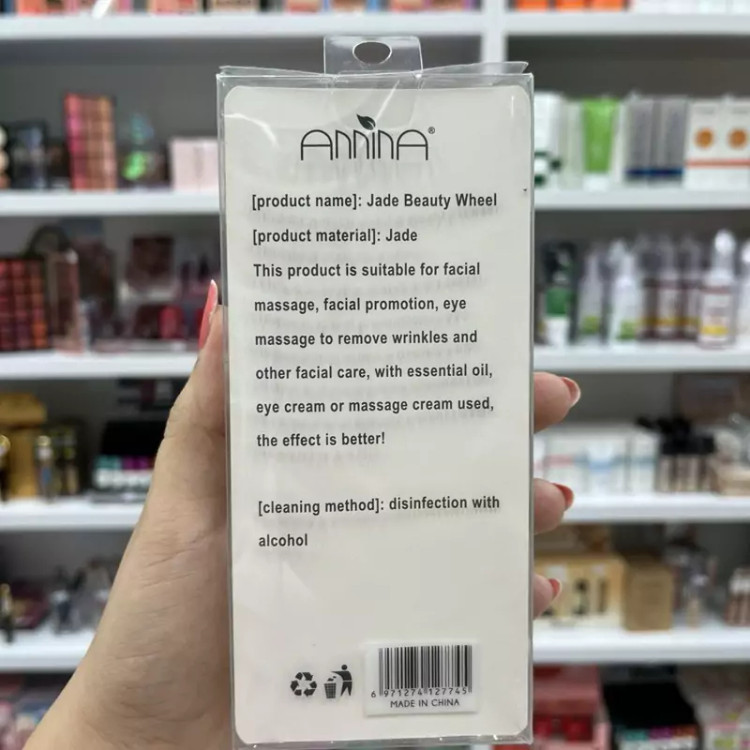 ANNINA®
[product name]: Jade Beauty Wheel
[product material]: Jade
This product is suitable for facial
massage, facial promotion, eye
massage to remove wrinkles and
other facial care, with essential oil,
eye cream or massage cream used,
the effect is better!
[cleaning method]: disinfection with
alcohol
6 971274 127745
MADE IN CHINA